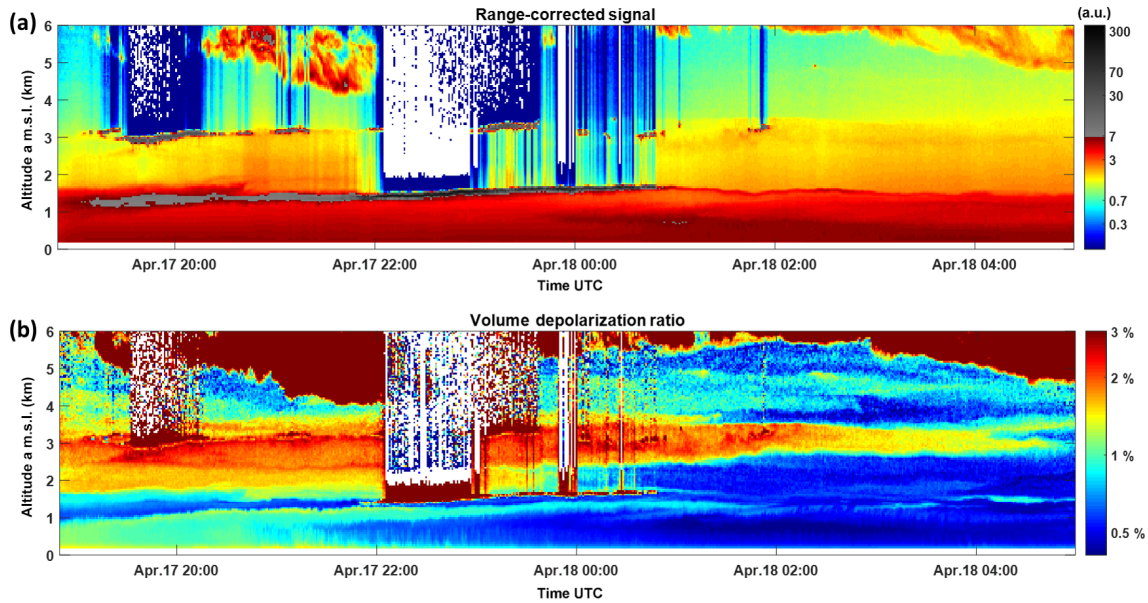 (a)
Range-corrected signal
(a.u.)
Altitude a m.s.l. (km)
6
5
4
3
2
1
0
300
70
30
7
3
0.7
0.3
Apr.17 20:00
Apr.17 22:00
Apr.18 00:00
Apr.18 02:00
Apr.18 04:00
Time UTC
(b)
Volume depolarization ratio
Altitude a m.s.l. (km)
6
5
4
3
2
1
0
3 %
2 %
1 %
0.5 %
Apr.17 20:00
Apr.17 22:00
Apr.18 00:00
Apr.18 02:00
Apr.18 04:00
Time UTC